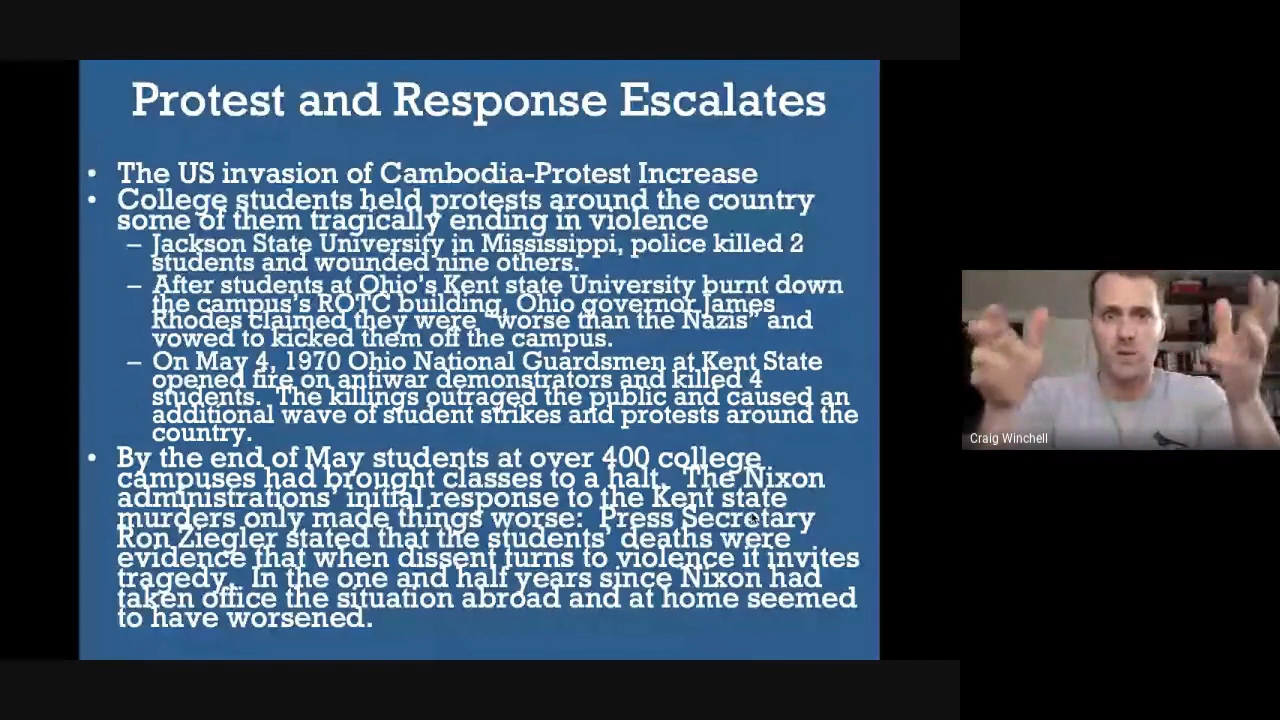 Protest and Response Escalates
• The US invasion of Cambodia-Protest Increase
• College students held protests around the country
some of them tragically ending in violence
– Jackson State University in Mississippi, police killed 2
students and wounded nine others.
– After students at Ohio's Kent state University burnt down
the campus's ROTC building, Ohio governor James
Rhodes claimed they were "worse than the Nazis" and
vowed to kicked them off the campus.
– On May 4, 1970 Ohio National Guardsmen at Kent State
opened fire on antiwar demonstrators and killed 4
students. The killings outraged the public and caused an
additional wave of student strikes and protests around the
country.
• By the end of May students at over 400 college
campuses had brought classes to a halt. The Nixon
administrations' initial response to the Kent state
murders only made things worse: Press Secretary
Ron Ziegler stated that the students' deaths were
evidence that when dissent turns to violence it invites
tragedy. In the one and half years since Nixon had
taken office the situation abroad and at home seemed
to have worsened.
Craig Winchell